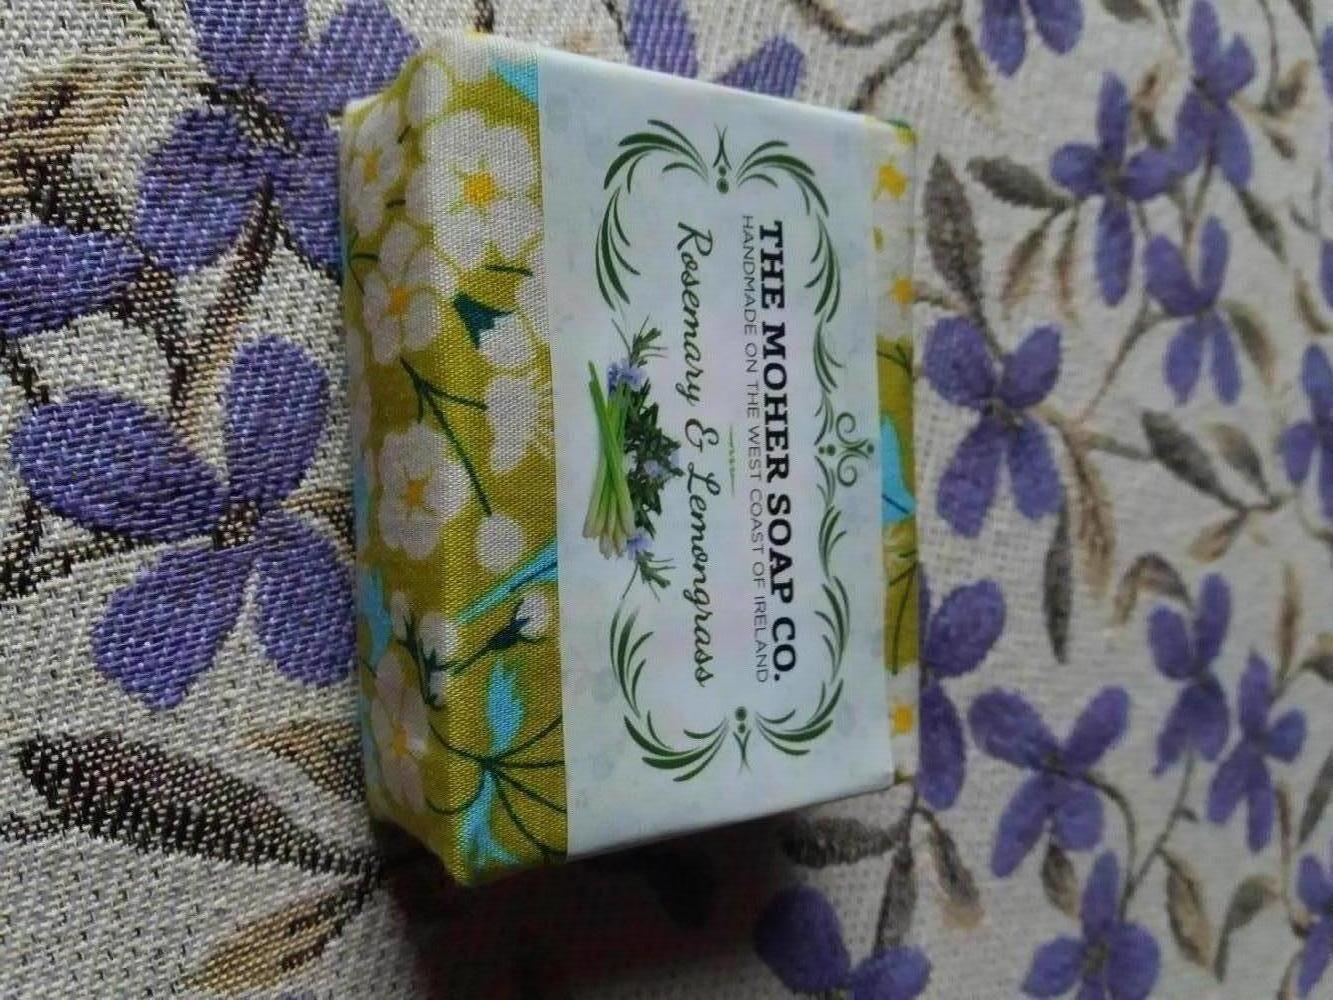 THE MOHER SOAP CO.
HANDMADE ON THE WEST COAST OF IRELAND
Rosemary & Lemongrass